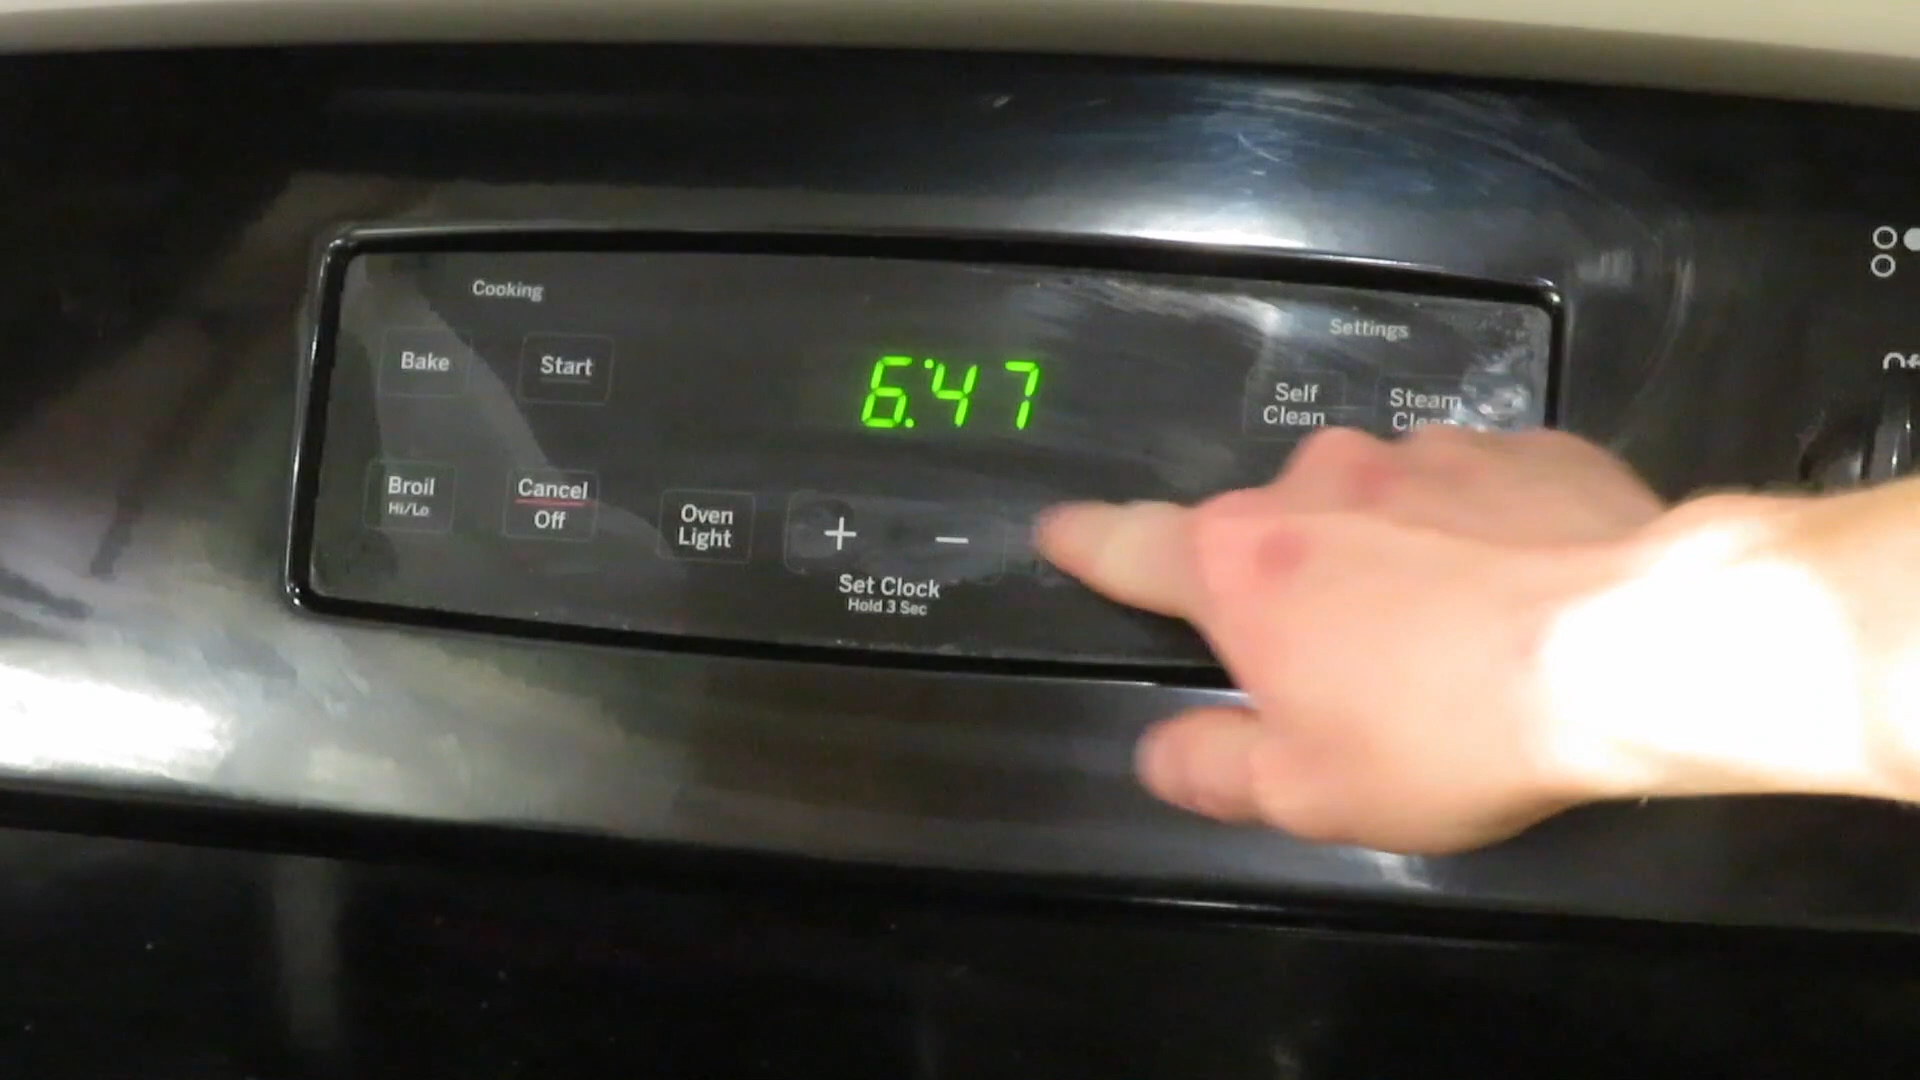 Cooking
Settings
Bake
Start
6:47
Self
Clean
Steam
Clean
Broil
Hi/Lo
Cancel
Off
Oven
Light
+
−
Set Clock
Hold 3 Sec